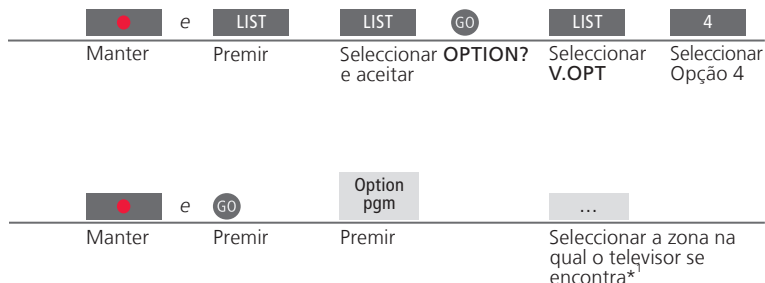 e LIST LIST GO LIST 4
Manter Premir Seleccionar OPTION? Seleccionar Seleccionar
e aceitar V.OPT Opção 4
Option
e GO pgm ...
Manter Premir Premir Seleccionar a zona na
qual o televisor se
encontra*1